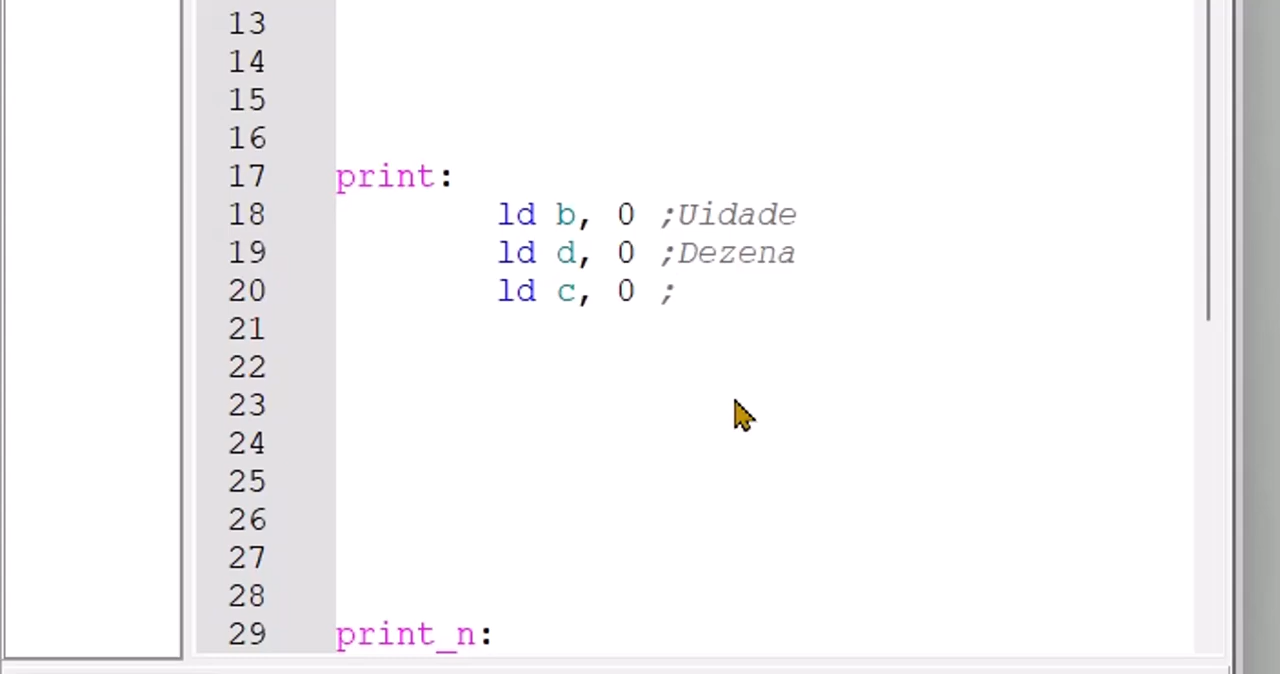 13
14
15
16
17 print:
18 ld b, 0 ;Uidade
19 ld d, 0 ;Dezena
20 ld c, 0 ;
21
22
23
24
25
26
27
28
29 print_n: